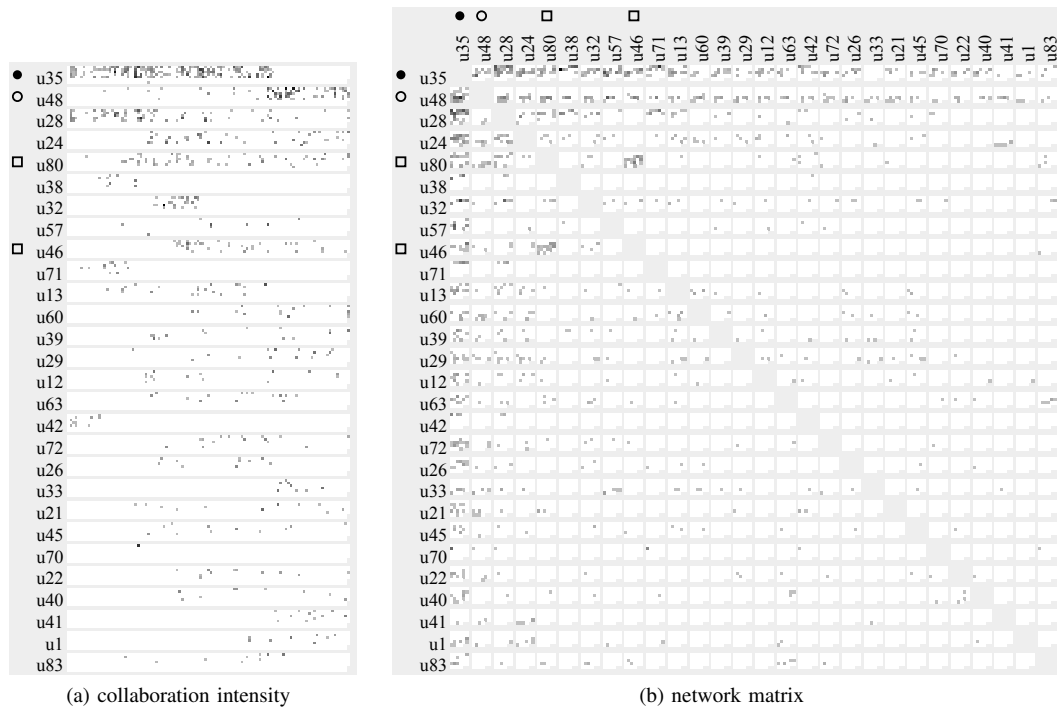 u35 u48 u28 u24 u80 u38 u32 u57 u46 u71 u13 u60 u39 u29 u12 u63 u42 u72 u26 u33 u21 u45 u70 u22 u40 u41 u1 u83
u35 u35
u48 u48
u28 u28
u24 u24
u80 u80
u38 u38
u32 u32
u57 u57
u46 u46
u71 u71
u13 u13
u60 u60
u39 u39
u29 u29
u12 u12
u63 u63
u42 u42
u72 u72
u26 u26
u33 u33
u21 u21
u45 u45
u70 u70
u22 u22
u40 u40
u41 u41
u1 u1
u83 u83
(a) collaboration intensity (b) network matrix